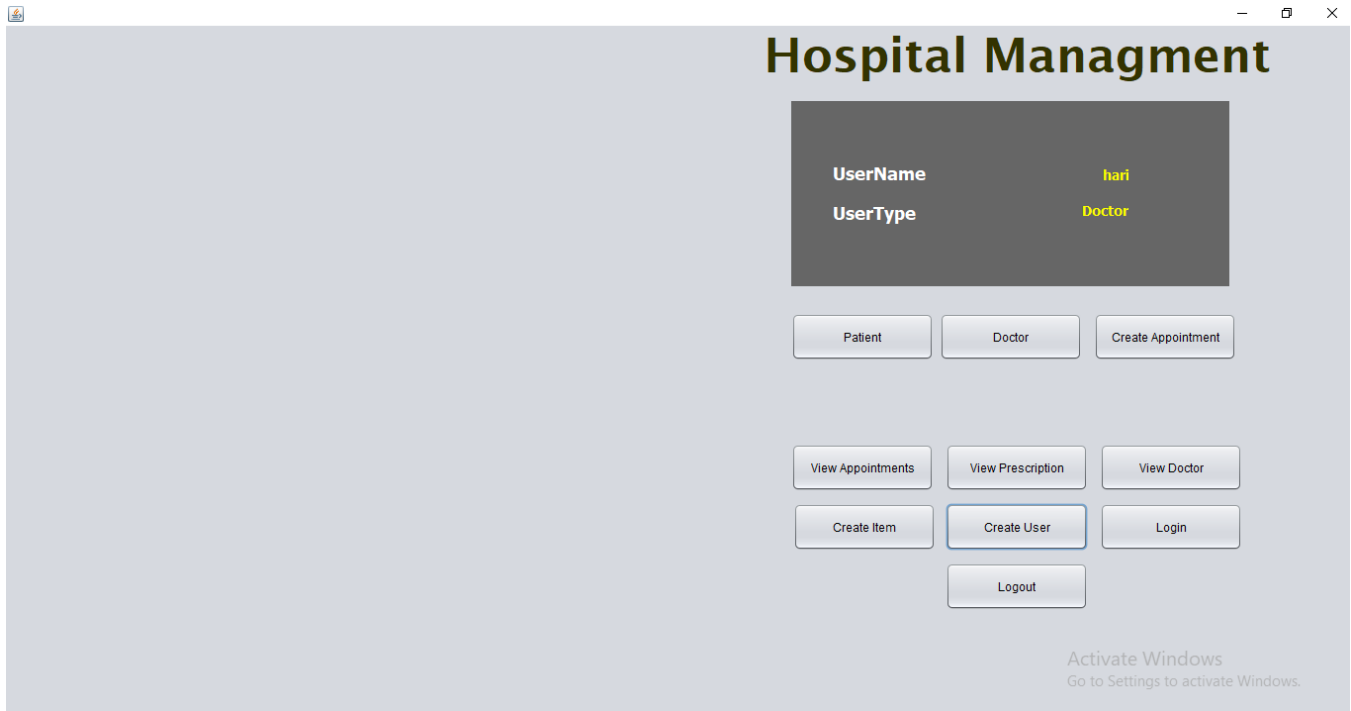 Hospital Managment
UserName hari
UserType Doctor
Patient Doctor Create Appointment
View Appointments View Prescription View Doctor
Create Item Create User Login
Logout
Activate Windows
Go to Settings to activate Windows.